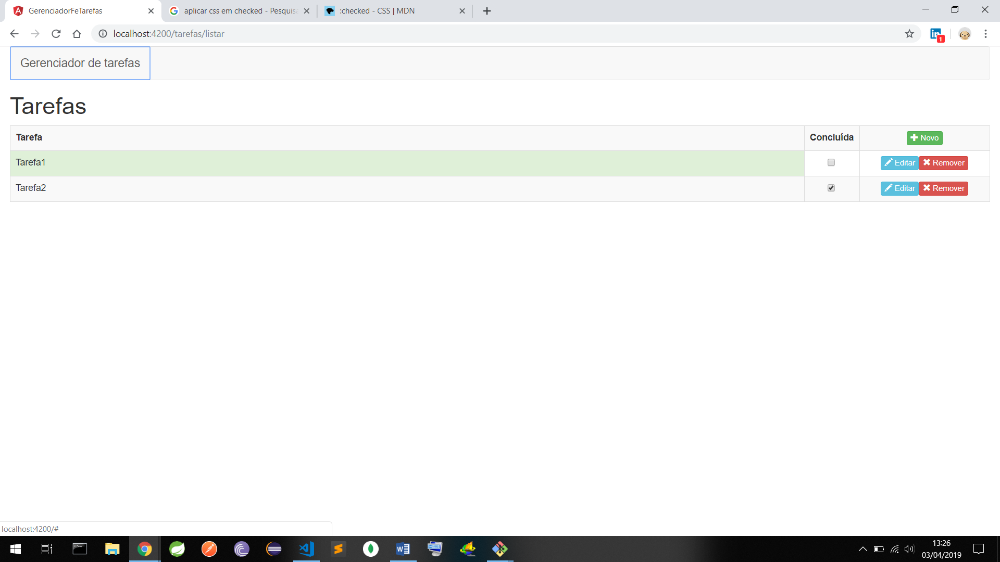 GerenciadorFeTarefas
aplicar css em checked - Pesquis
:checked - CSS | MDN
localhost:4200/tarefas/listar
1
Gerenciador de tarefas
Tarefas
Tarefa Concluída Novo
Tarefa1 Editar Remover
Tarefa2 Editar Remover
localhost:4200/#
13:26
03/04/2019